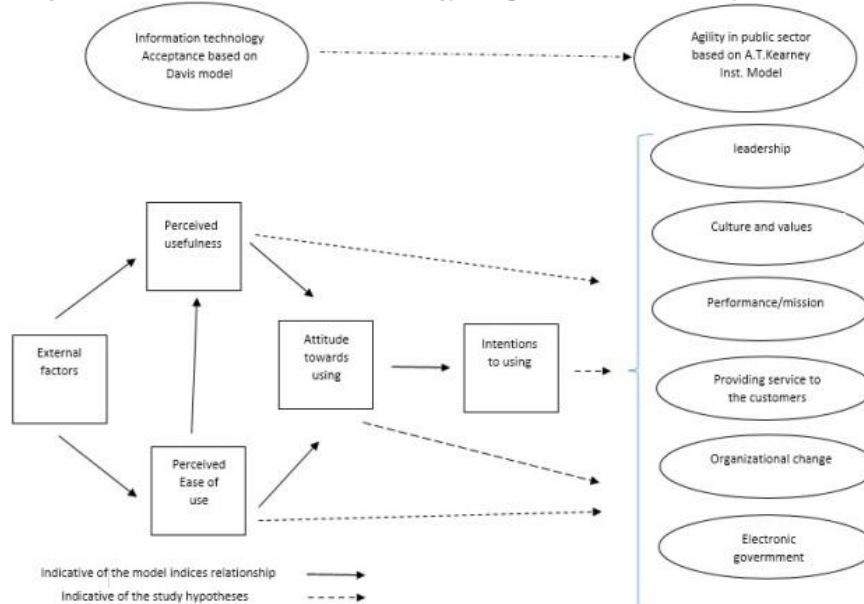 Information technology
Acceptance based on
Davis model
Agility in public sector
based on A.T.Kearney
Inst. Model
leadership
Perceived
usefulness
Culture and values
Performance/mission
External
factors
Attitude
towards
using
Intentions
to using
Providing service to
the customers
Perceived
Ease of
use
Organizational change
Electronic
governmment
Indicative of the model indices relationship
Indicative of the study hypotheses